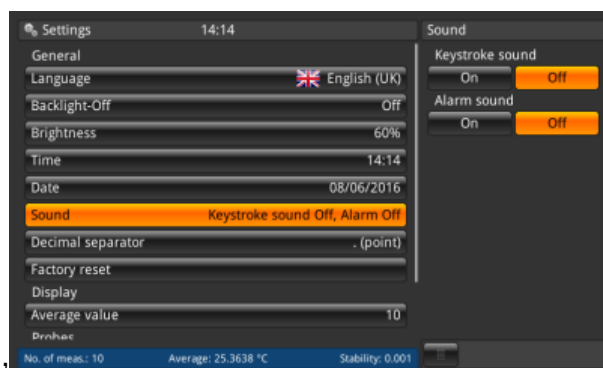 Settings 14:14
General
Language English (UK)
Backlight-Off Off
Brightness 60%
Time 14:14
Date 08/06/2016
Sound Keystroke sound Off, Alarm Off
Decimal separator . (point)
Factory reset
Display
Average value 10
Probes
No. of meas.: 10 Average: 25.3638 °C Stability: 0.001
Sound
Keystroke sound
On Off
Alarm sound
On Off
,